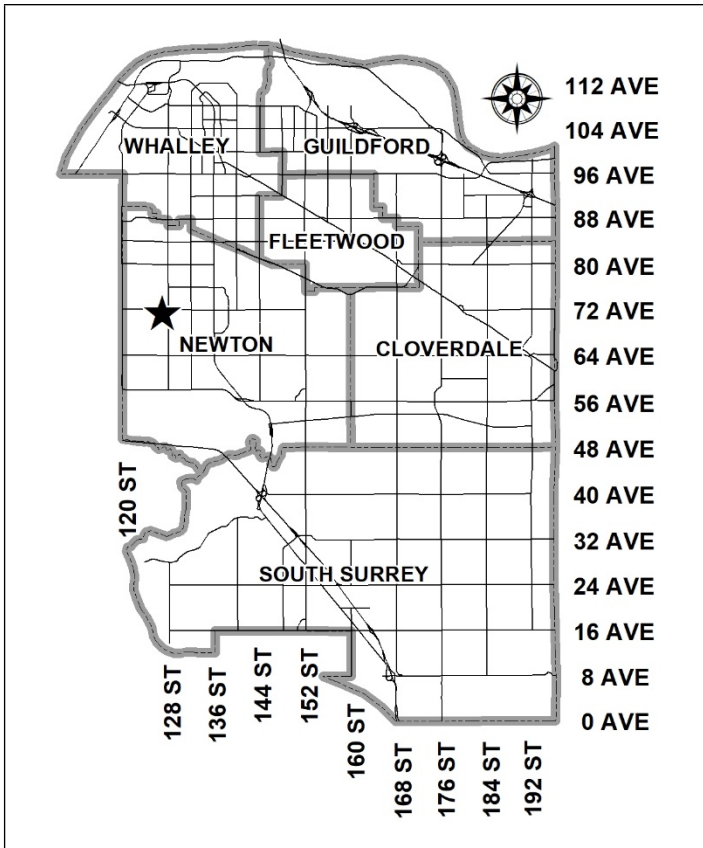 112 AVE
104 AVE
WHALLEY
GUILDFORD
96 AVE
88 AVE
FLEETWOOD
80 AVE
72 AVE
NEWTON
CLOVERDALE
64 AVE
56 AVE
48 AVE
120 ST
40 AVE
32 AVE
SOUTH SURREY
24 AVE
16 AVE
8 AVE
0 AVE
128 ST
136 ST
144 ST
152 ST
160 ST
168 ST
176 ST
184 ST
192 ST